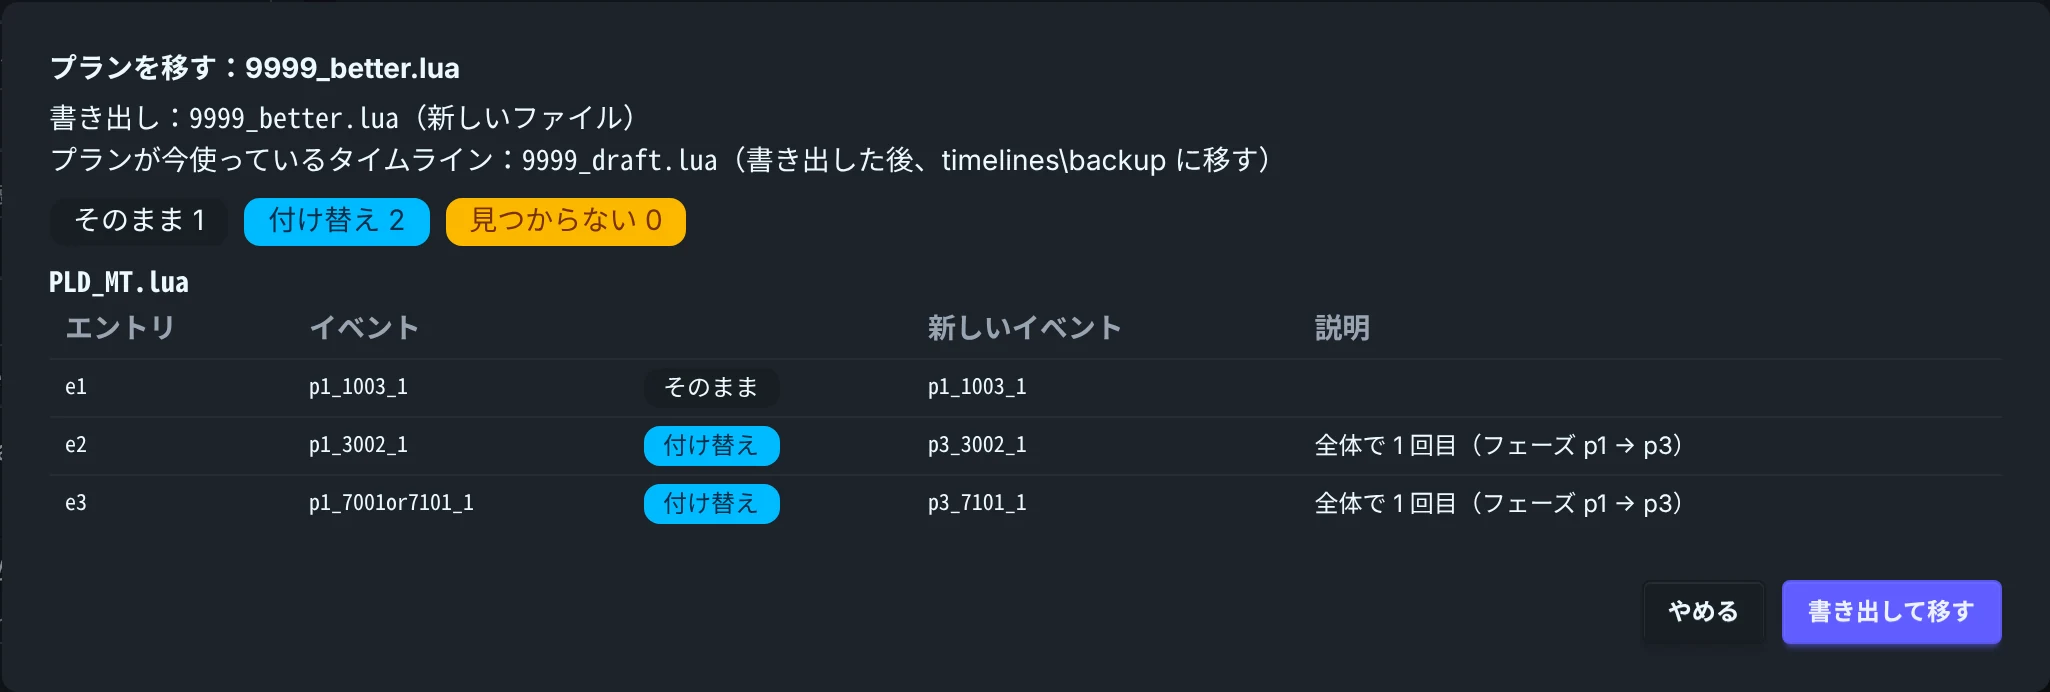 プランを移す：9999_better.lua
書き出し：9999_better.lua（新しいファイル）
プランが今使っているタイムライン：9999_draft.lua（書き出した後、timelines\backup に移す）
そのまま 1 付け替え 2 見つからない 0
PLD_MT.lua
エントリ イベント 新しいイベント 説明
e1 p1_1003_1 そのまま p1_1003_1
e2 p1_3002_1 付け替え p3_3002_1 全体で 1 回目（フェーズ p1 → p3）
e3 p1_7001or7101_1 付け替え p3_7101_1 全体で 1 回目（フェーズ p1 → p3）
やめる 書き出して移す